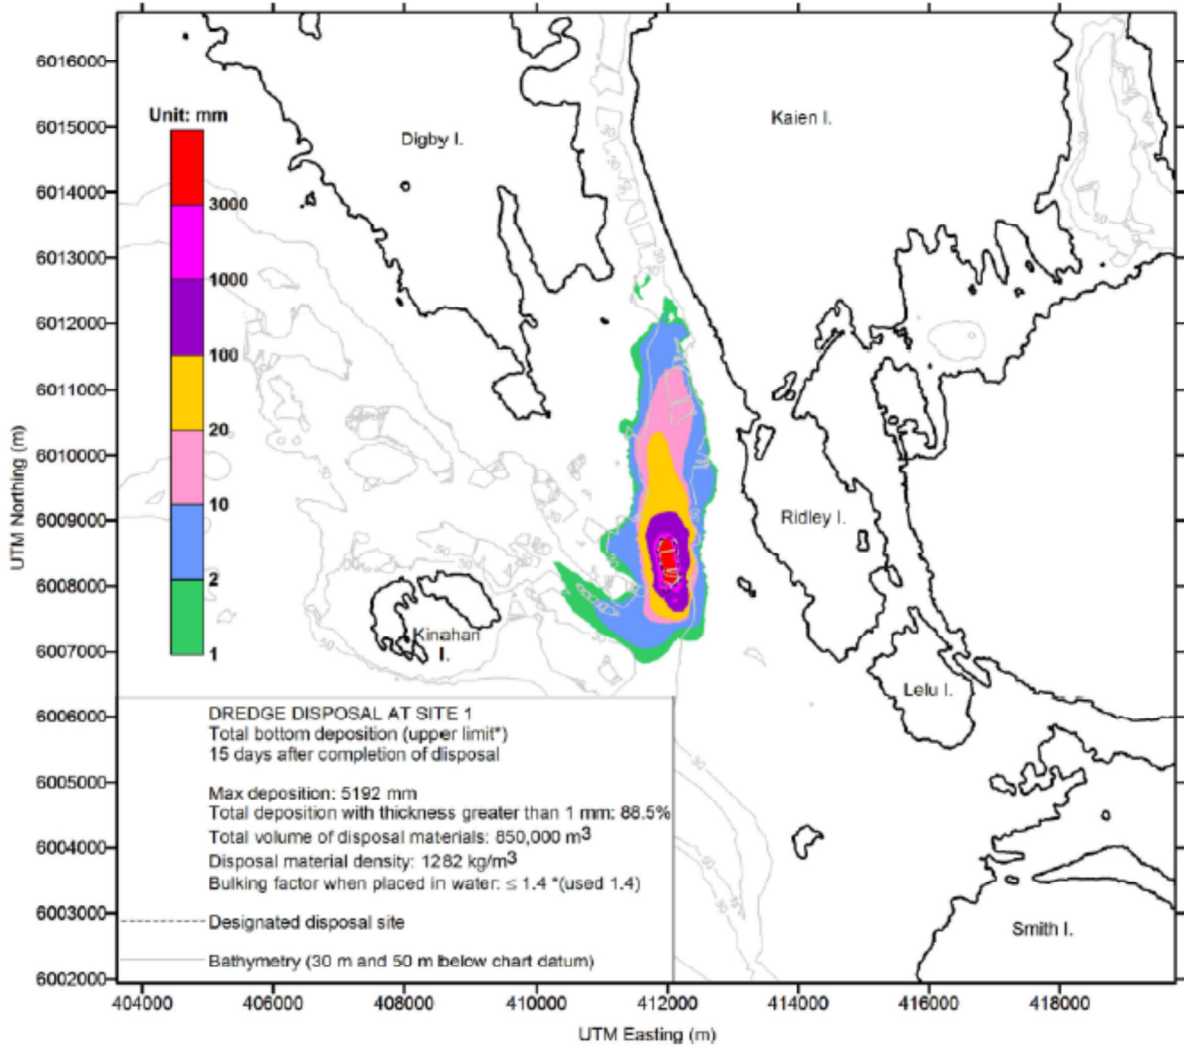 6016000
6015000
6014000
6013000
6012000
6011000
6010000
6009000
6008000
6007000
6006000
6005000
6004000
6003000
6002000
UTM Northing (m)
Unit: mm
3000
1000
100
20
10
2
1
Digby I.
Kaien I.
Ridley I.
Kinahan
I.
Lelu I.
Smith I.
DREDGE DISPOSAL AT SITE 1
Total bottom deposition (upper limit*)
15 days after completion of disposal
Max deposition: 5192 mm
Total deposition with thickness greater than 1 mm: 88.5%
Total volume of disposal materials: 850,000 m³
Disposal material density: 1282 kg/m³
Bulking factor when placed in water: ≤ 1.4 *(used 1.4)
Designated disposal site
Bathymetry (30 m and 50 m below chart datum)
404000 406000 408000 410000 412000 414000 416000 418000
UTM Easting (m)